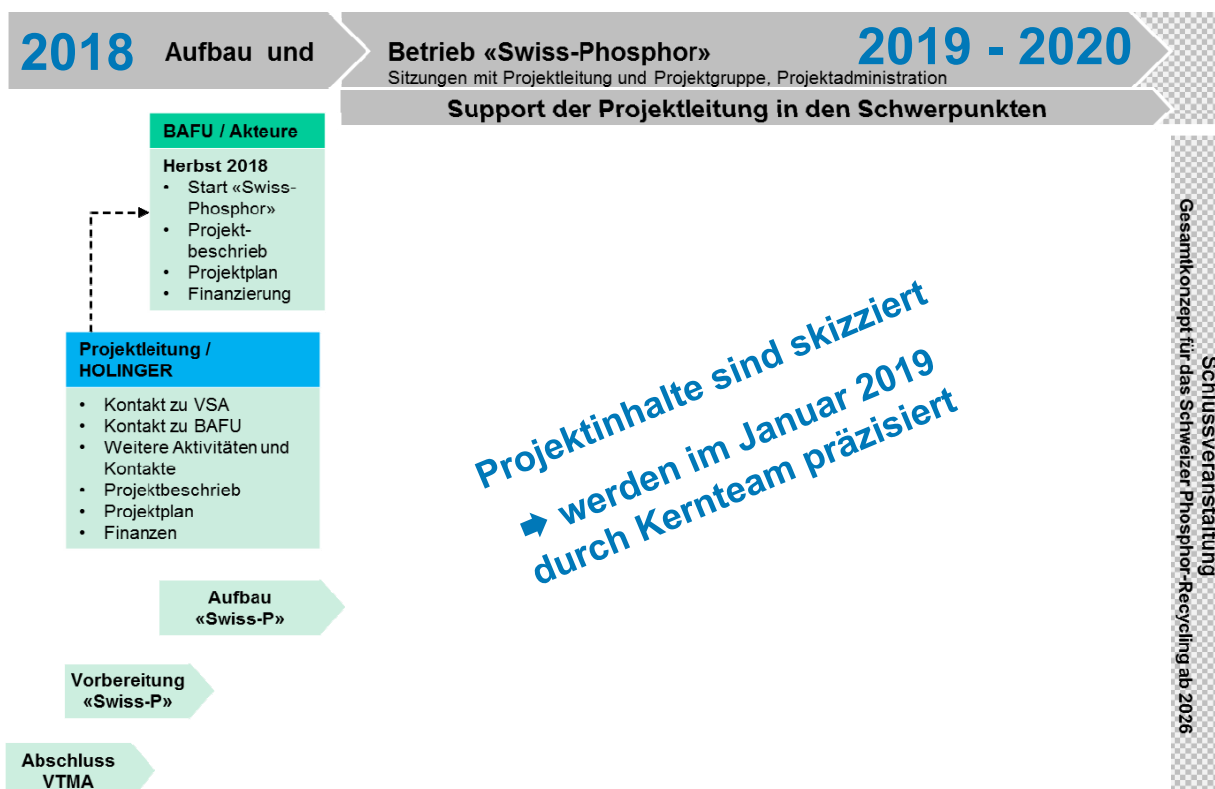 2018 Aufbau und
Betrieb «Swiss-Phosphor»
2019 - 2020
Sitzungen mit Projektleitung und Projektgruppe, Projektadministration
Support der Projektleitung in den Schwerpunkten
BAFU / Akteure
Herbst 2018
• Start «Swiss-
Phosphor»
• Projekt-
beschrieb
• Projektplan
• Finanzierung
Projektleitung /
HOLINGER
• Kontakt zu VSA
• Kontakt zu BAFU
• Weitere Aktivitäten und
Kontakte
• Projektbeschrieb
• Projektplan
• Finanzen
Projektinhalte sind skizziert
➡ werden im Januar 2019
durch Kernteam präzisiert
Aufbau
«Swiss-P»
Vorbereitung
«Swiss-P»
Abschluss
VTMA
Schlussveranstaltung
Gesamtkonzept für das Schweizer Phosphor-Recycling ab 2026